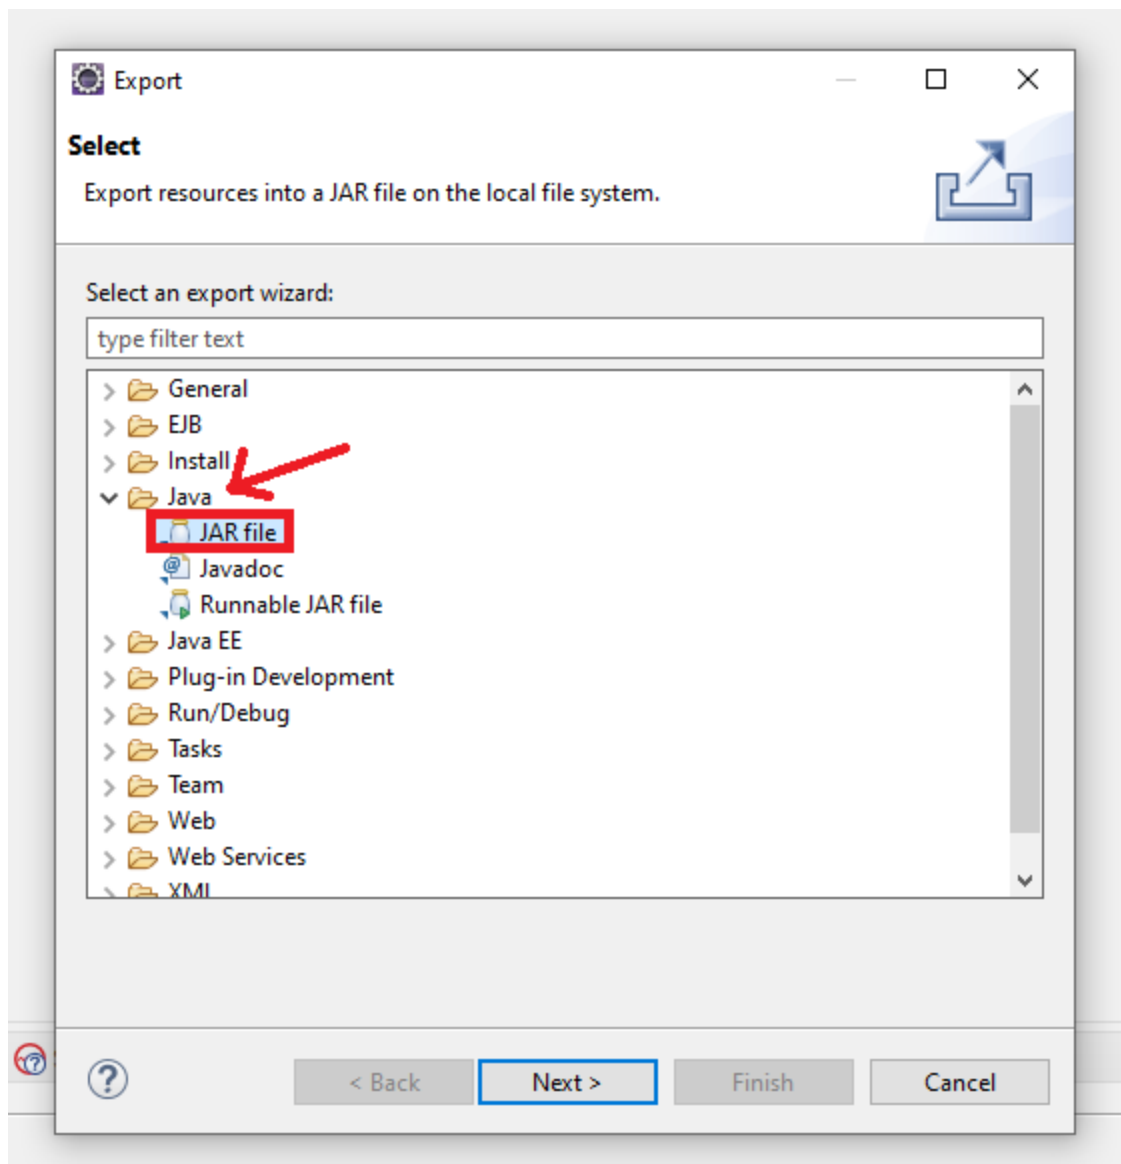 Export
Select
Export resources into a JAR file on the local file system.
Select an export wizard:
type filter text
General
EJB
Install
Java
JAR file
Javadoc
Runnable JAR file
Java EE
Plug-in Development
Run/Debug
Tasks
Team
Web
Web Services
XML
< Back
Next >
Finish
Cancel